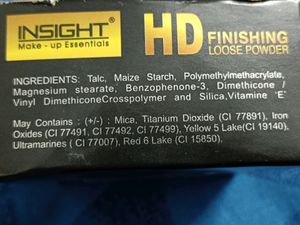 INSIGHT
Make - up Essentials
HD FINISHING
LOOSE POWDER
INGREDIENTS: Talc, Maize Starch, Polymethylmethacrylate,
Magnesium stearate, Benzophenone-3, Dimethicone /
Vinyl DimethiconeCrosspolymer and Silica,Vitamine 'E'
May Contains : (+/-) : Mica, Titanium Dioxide (CI 77891), Iron
Oxides (CI 77491, CI 77492, CI 77499), Yellow 5 Lake(CI 19140),
Ultramarines ( CI 77007), Red 6 Lake (CI 15850),